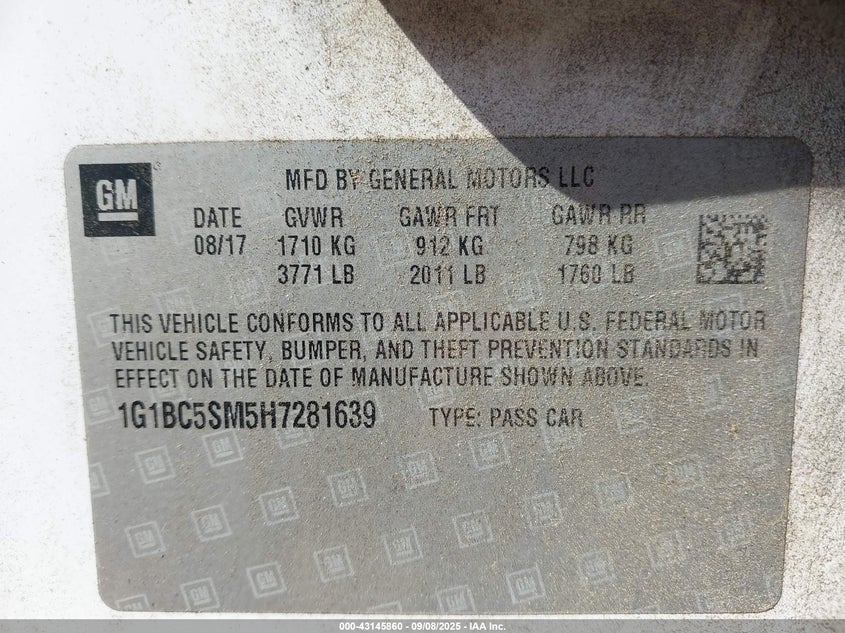 GM
MFD BY GENERAL MOTORS LLC
DATE GVWR GAWR FRT GAWR RR
08/17 1710 KG 912 KG 798 KG
3771 LB 2011 LB 1760 LB
THIS VEHICLE CONFORMS TO ALL APPLICABLE U.S. FEDERAL MOTOR
VEHICLE SAFETY, BUMPER, AND THEFT PREVENTION STANDARDS IN
EFFECT ON THE DATE OF MANUFACTURE SHOWN ABOVE.
1G1BC5SM5H7281639 TYPE: PASS CAR
000-43145860 - 09/08/2025 - IAA Inc.